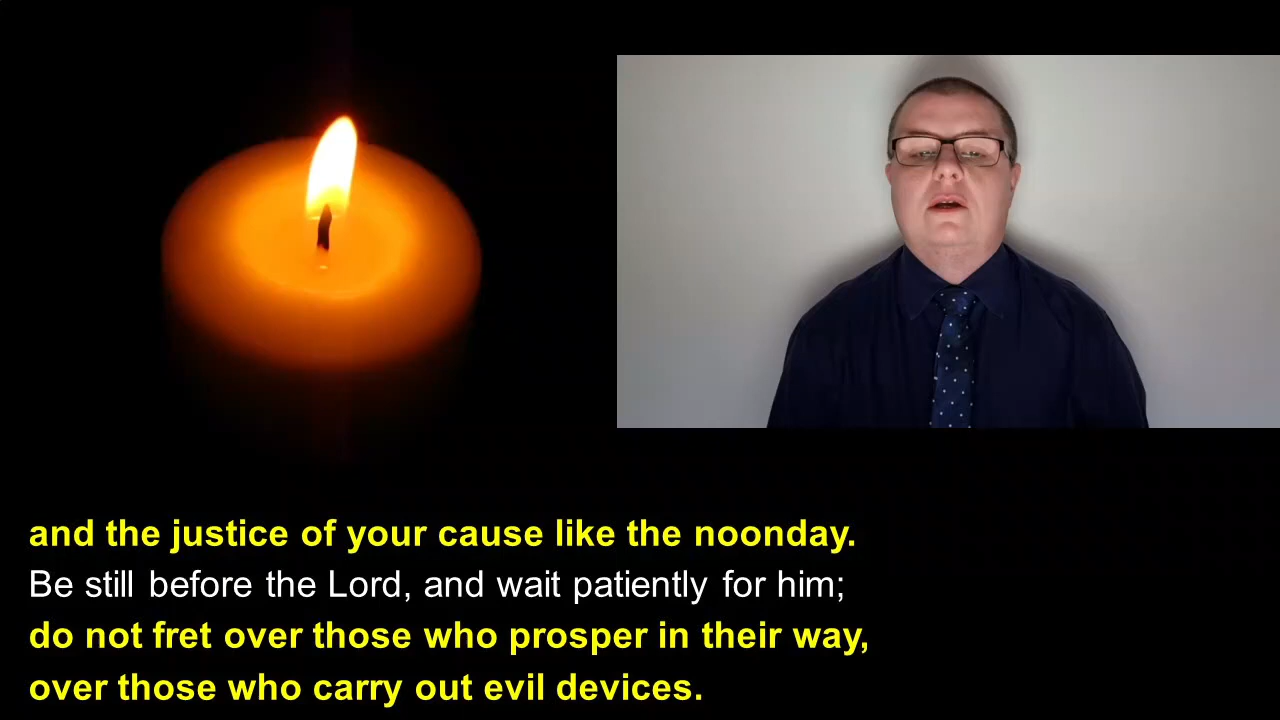 and the justice of your cause like the noonday.
Be still before the Lord, and wait patiently for him;
do not fret over those who prosper in their way,
over those who carry out evil devices.